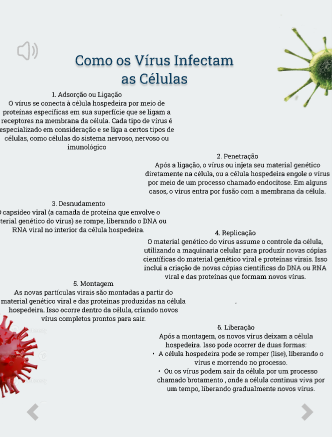 Como os Vírus Infectam
as Células
1. Adsorção ou Ligação
O vírus se conecta à célula hospedeira por meio de
proteínas específicas em sua superfície que se ligam a
receptores na membrana da célula. Cada tipo de vírus é
especializado em consideração e se liga a certos tipos de
células, como células do sistema nervoso, nervoso ou
imunológico
2. Penetração
Após a ligação, o vírus ou injeta seu material genético
diretamente na célula, ou a célula hospedeira engole o vírus
por meio de um processo chamado endocitose. Em alguns
casos, o vírus entra por fusão com a membrana da célula.
3. Desnudamento
O capsídeo viral (a camada de proteína que envolve o
terial genético do vírus) se rompe, liberando o DNA ou
RNA viral no interior da célula hospedeira.
4. Replicação
O material genético do vírus assume o controle da célula,
utilizando a maquinaria celular para produzir novas cópias
científicas do material genético viral e proteínas virais. Isso
inclui a criação de novas cópias científicas do DNA ou RNA
viral e das proteínas que formam novos vírus.
5. Montagem
As novas partículas virais são montadas a partir do
material genético viral e das proteínas produzidas na célula
hospedeira. Isso ocorre dentro da célula, criando novos
vírus completos prontos para sair.
6. Liberação
Após a montagem, os novos vírus deixam a célula
hospedeira. Isso pode ocorrer de duas formas:
• A célula hospedeira pode se romper (lise), liberando o
vírus e morrendo no processo.
• Ou os vírus podem sair da célula por um processo
chamado brotamento , onde a célula continua viva por
um tempo, liberando gradualmente novos vírus.